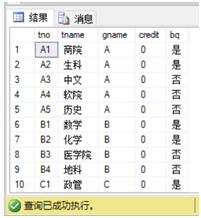 结果 消息
tno tname gname credit bq
1 A1 商院 A 0 是
2 A2 生科 A 0 是
3 A3 中文 A 0 否
4 A4 软院 A 0 否
5 A5 历史 A 0 否
6 B1 数学 B 0 是
7 B2 化学 B 0 是
8 B3 医学院 B 0 否
9 B4 地科 B 0 否
10 C1 政管 C 0 是
查询已成功执行。